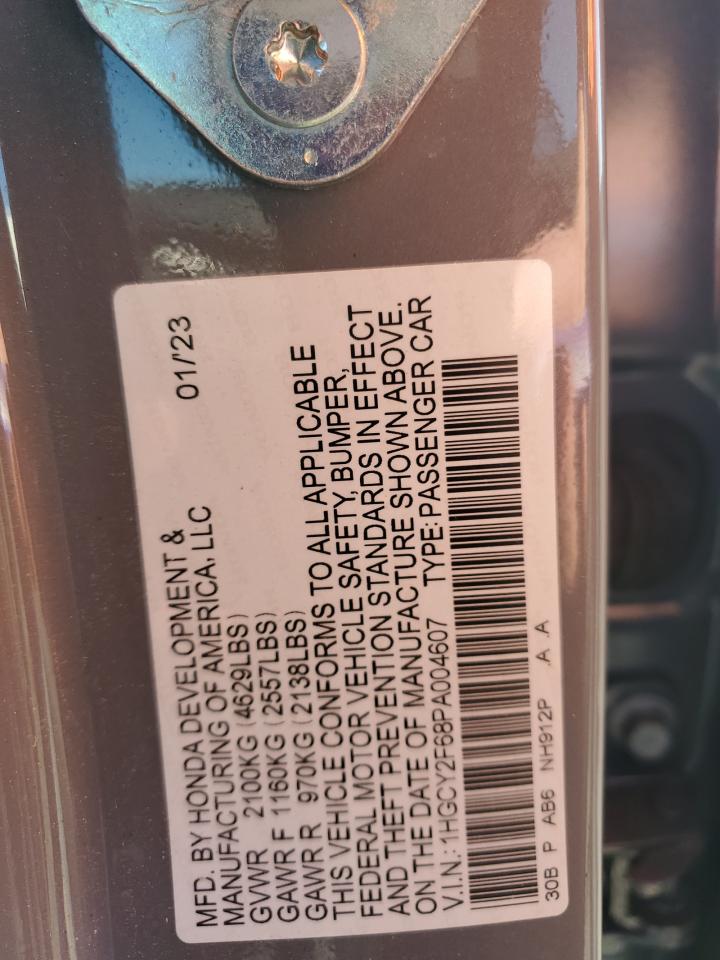 MFD. BY HONDA DEVELOPMENT &
MANUFACTURING OF AMERICA, LLC 01/'23
GVWR 2100KG (4629LBS)
GAWR F 1160KG (2557LBS)
GAWR R 970KG (2138LBS)
THIS VEHICLE CONFORMS TO ALL APPLICABLE
FEDERAL MOTOR VEHICLE SAFETY, BUMPER,
AND THEFT PREVENTION STANDARDS IN EFFECT
ON THE DATE OF MANUFACTURE SHOWN ABOVE.
V.I.N.: 1HGCY2F68PA004607 TYPE: PASSENGER CAR
30B P AB6 NH912P .A .A